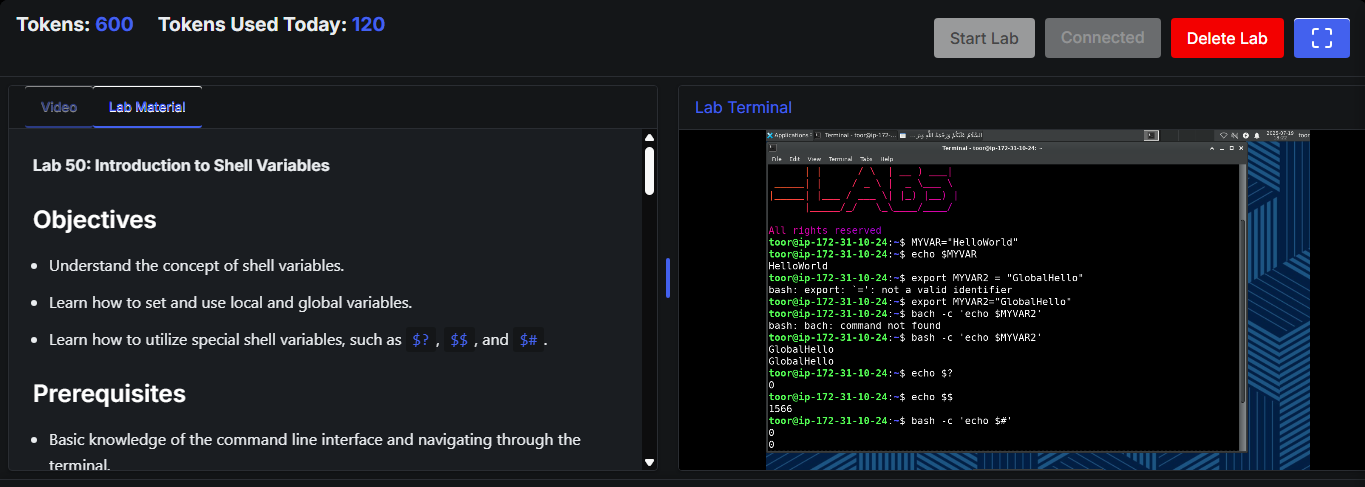 Tokens: 600 Tokens Used Today: 120
Start Lab
Connected
Delete Lab
Video
Lab Material
Lab 50: Introduction to Shell Variables
Objectives
• Understand the concept of shell variables.
• Learn how to set and use local and global variables.
• Learn how to utilize special shell variables, such as $? , $$ , and $# .
Prerequisites
• Basic knowledge of the command line interface and navigating through the
terminal.
Lab Terminal
Applications
Terminal - toor@ip-172-...
السَّلَامُ عَلَيْكُمْ وَرَحْمَةُ اللَّهِ
2025-07-19
toor
Terminal - toor@ip-172-31-10-24: ~
File Edit View Terminal Tabs Help
All rights reserved
toor@ip-172-31-10-24:~$ MYVAR="HelloWorld"
toor@ip-172-31-10-24:~$ echo $MYVAR
HelloWorld
toor@ip-172-31-10-24:~$ export MYVAR2 = "GlobalHello"
bash: export: `=': not a valid identifier
toor@ip-172-31-10-24:~$ export MYVAR2="GlobalHello"
toor@ip-172-31-10-24:~$ bach -c 'echo $MYVAR2'
bash: bach: command not found
toor@ip-172-31-10-24:~$ bash -c 'echo $MYVAR2'
GlobalHello
GlobalHello
toor@ip-172-31-10-24:~$ echo $?
0
toor@ip-172-31-10-24:~$ echo $$
1566
toor@ip-172-31-10-24:~$ bash -c 'echo $#'
0
0